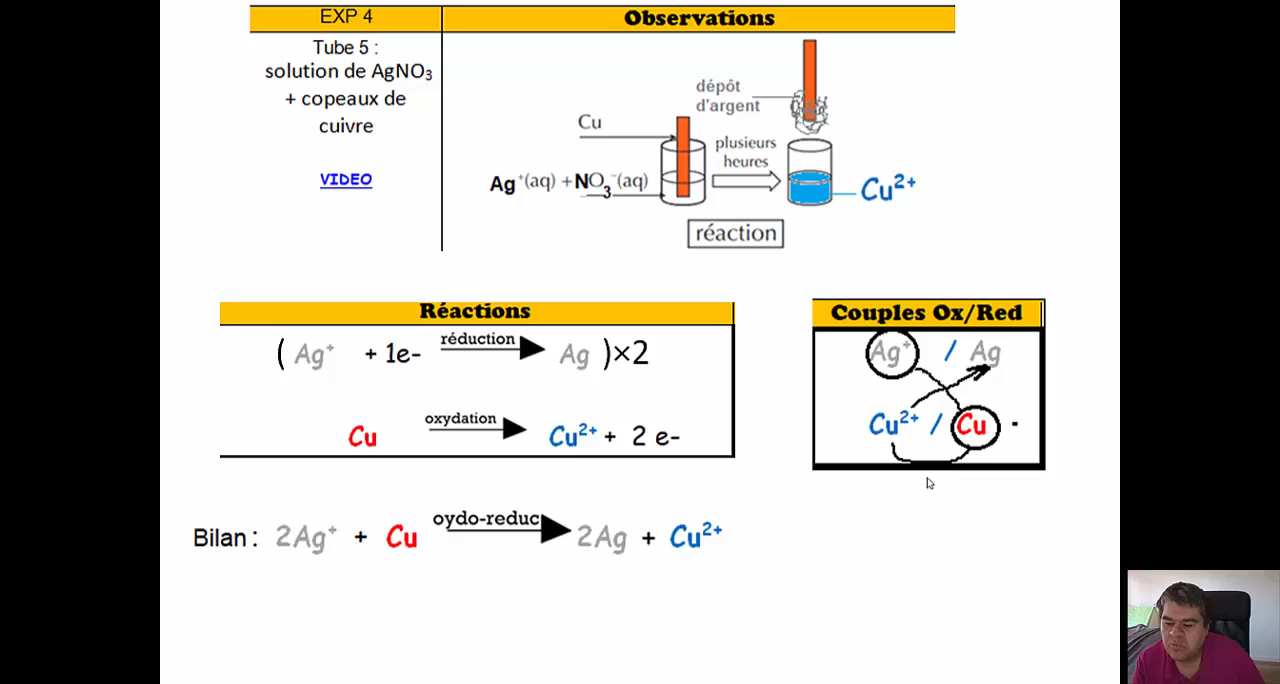 EXP 4
Observations
Tube 5 :
solution de AgNO₃
+ copeaux de
cuivre
VIDEO
dépôt
d'argent
Cu
plusieurs
heures
Ag⁺(aq) + NO₃⁻(aq)
Cu²⁺
réaction
Réactions
( Ag⁺ + 1e- réduction Ag )×2
Cu oxydation Cu²⁺ + 2 e-
Couples Ox/Red
Ag⁺ / Ag
Cu²⁺ / Cu
Bilan : 2Ag⁺ + Cu oydo-reduc 2Ag + Cu²⁺